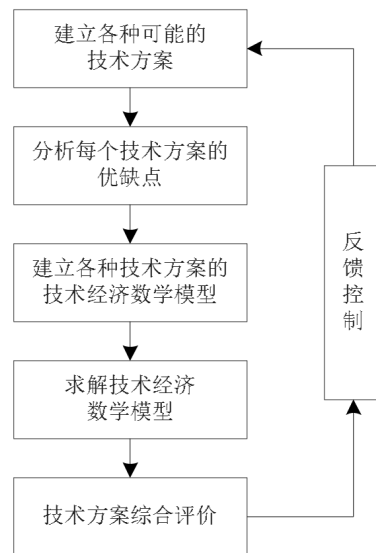 建立各种可能的
技术方案
分析每个技术方案的
优缺点
建立各种技术方案的
技术经济数学模型
求解技术经济
数学模型
技术方案综合评价
反馈控制